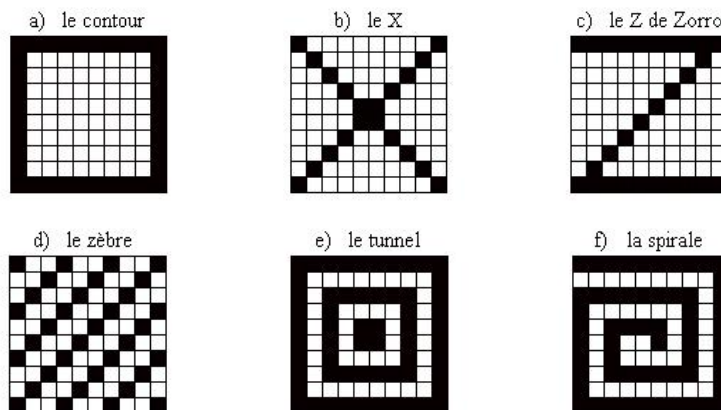 a) le contour
b) le X
c) le Z de Zorro
d) le zèbre
e) le tunnel
f) la spirale